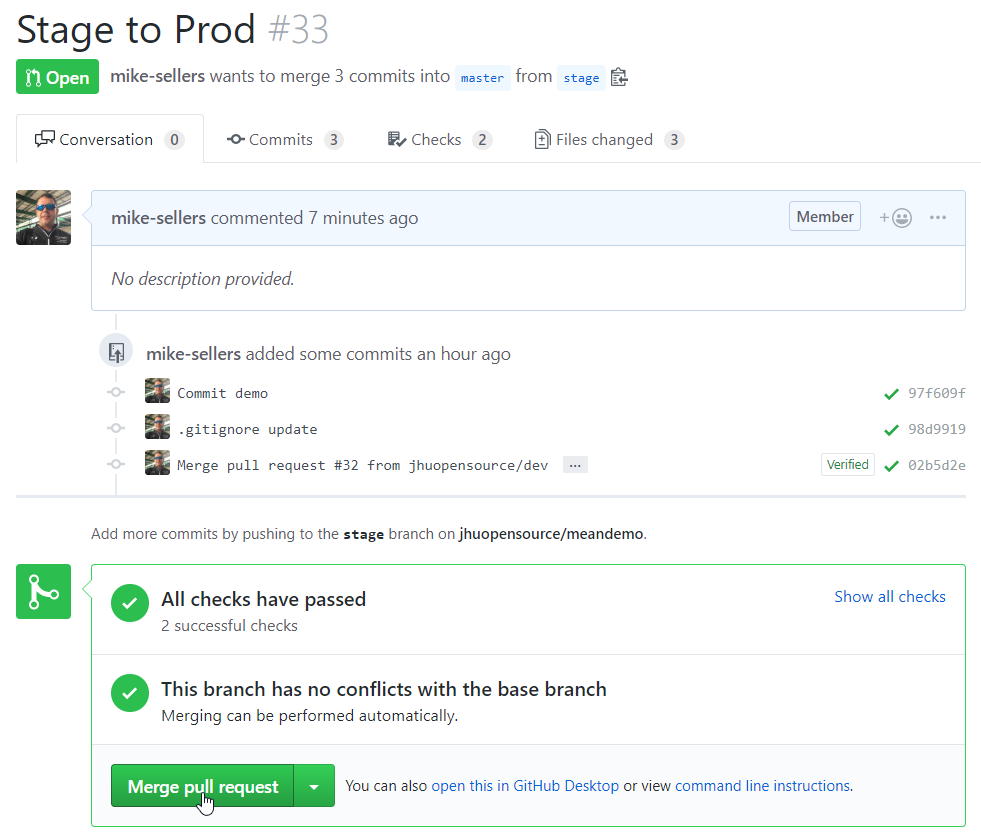 Stage to Prod #33
Open mike-sellers wants to merge 3 commits into master from stage
Conversation 0 Commits 3 Checks 2 Files changed 3
mike-sellers commented 7 minutes ago Member
No description provided.
mike-sellers added some commits an hour ago
Commit demo 97f609f
.gitignore update 98d9919
Merge pull request #32 from jhuopensource/dev ... Verified 02b5d2e
Add more commits by pushing to the stage branch on jhuopensource/meandemo.
All checks have passed Show all checks
2 successful checks
This branch has no conflicts with the base branch
Merging can be performed automatically.
Merge pull request You can also open this in GitHub Desktop or view command line instructions.